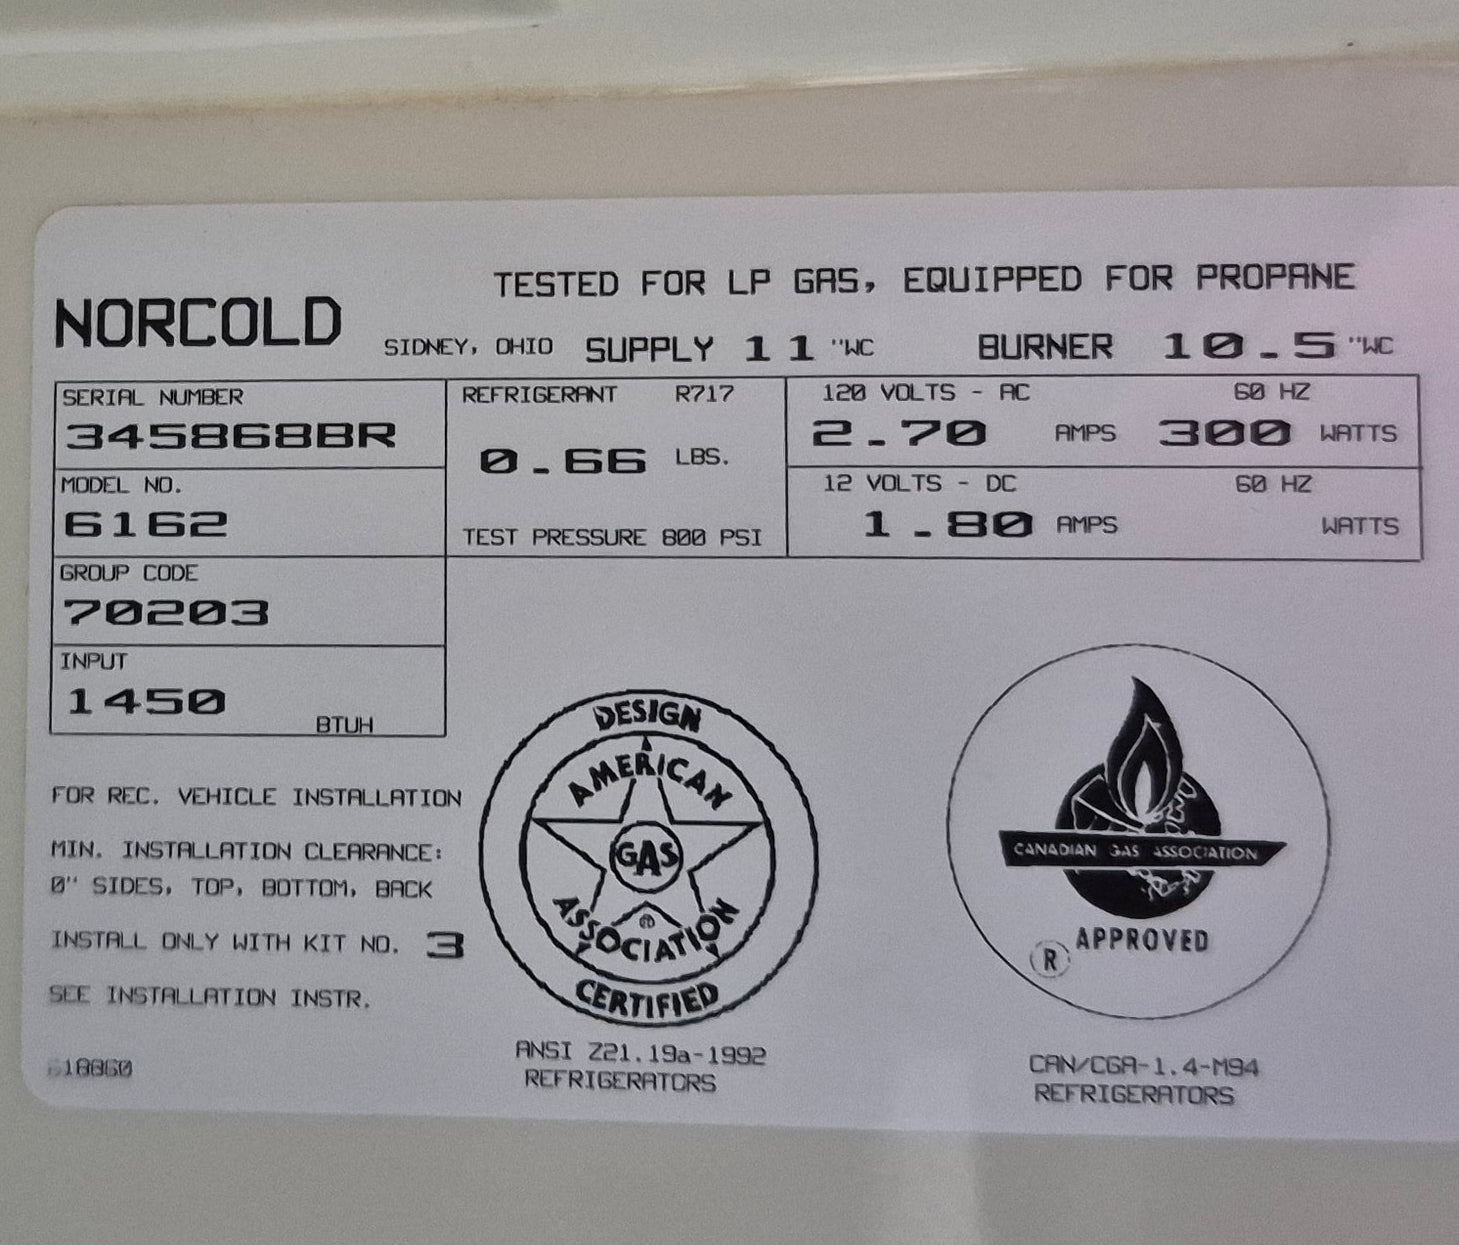 TESTED FOR LP GAS, EQUIPPED FOR PROPANE
NORCOLD
SIDNEY, OHIO SUPPLY 11 "WC BURNER 10.5 "WC
SERIAL NUMBER
345868BR
MODEL NO.
6162
GROUP CODE
70203
INPUT
1450
BTUH
REFRIGERANT R717
0.66 LBS.
TEST PRESSURE 800 PSI
120 VOLTS - AC 60 HZ
2.70 AMPS 300 WATTS
12 VOLTS - DC 60 HZ
1.80 AMPS WATTS
FOR REC. VEHICLE INSTALLATION
MIN. INSTALLATION CLEARANCE:
0" SIDES, TOP, BOTTOM, BACK
INSTALL ONLY WITH KIT NO. 3
SEE INSTALLATION INSTR.
DESIGN
AMERICAN
GAS
ASSOCIATION
CERTIFIED
ANSI Z21.19a-1992
REFRIGERATORS
CANADIAN GAS ASSOCIATION
APPROVED
®
CAN/CGA-1.4-M94
REFRIGERATORS